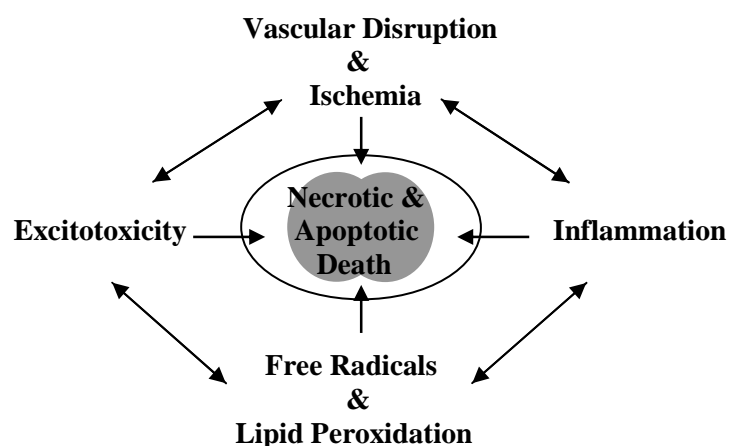 Vascular Disruption
&
Ischemia
Necrotic &
Excitotoxicity
Apoptotic
Inflammation
Death
Free Radicals
&
Lipid Peroxidation